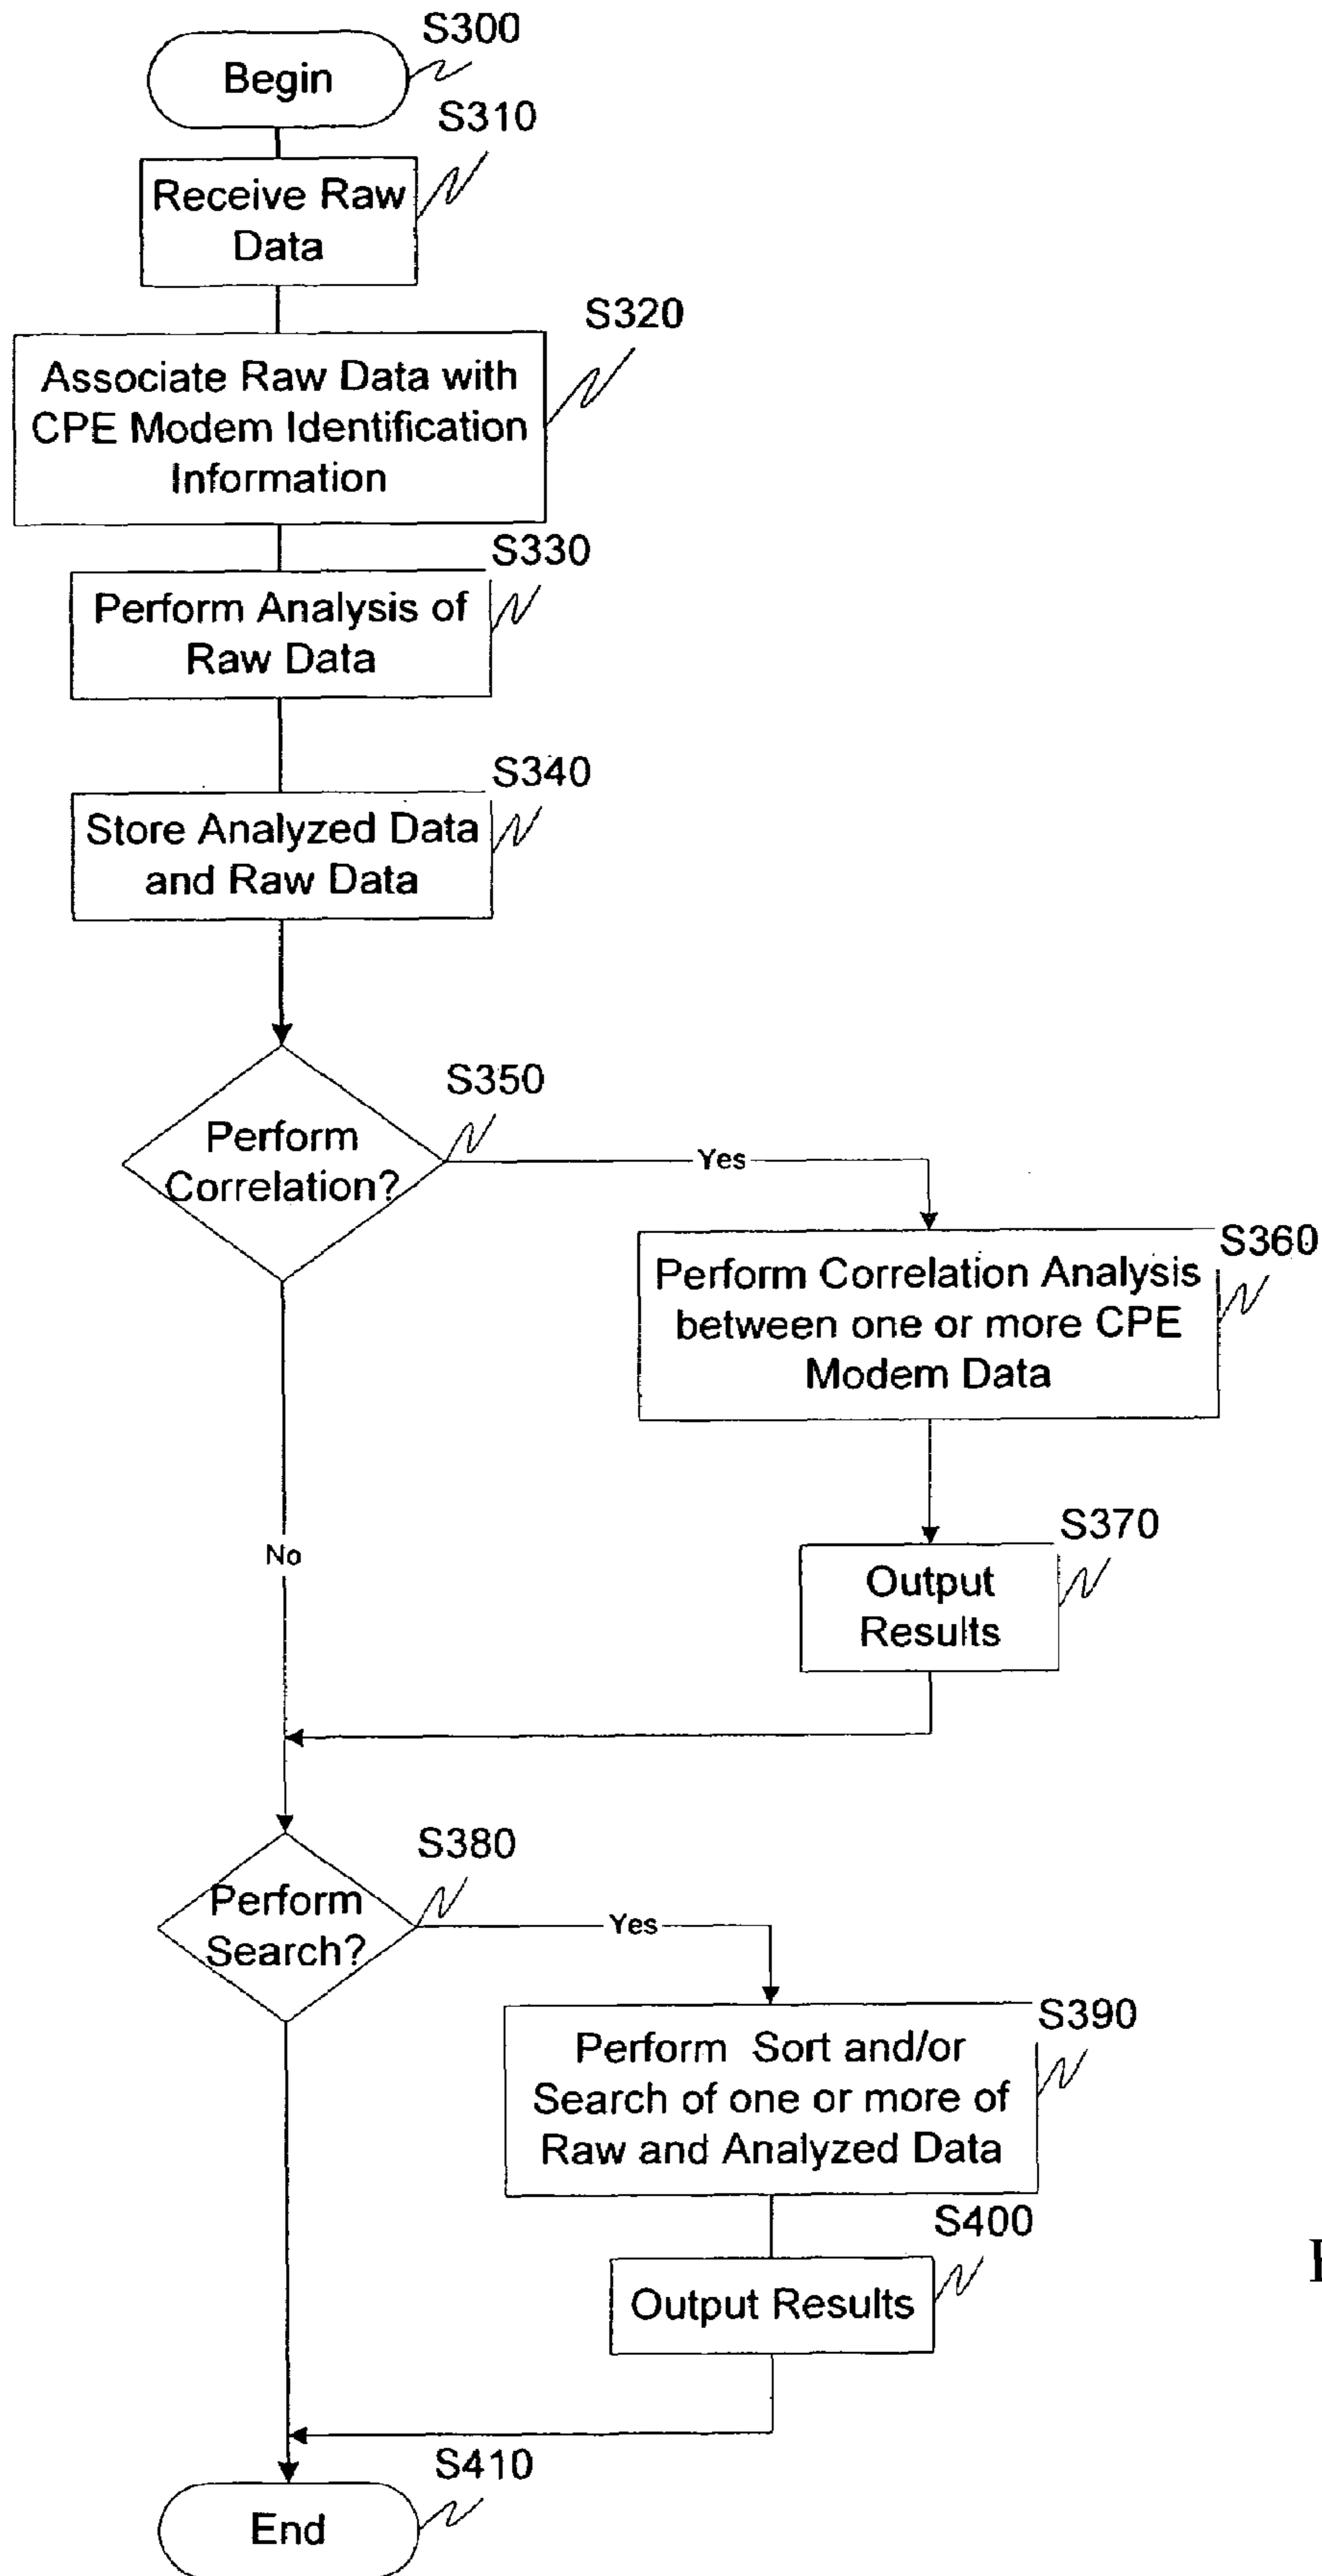 S300
Begin
S310
Receive Raw
Data
S320
Associate Raw Data with
CPE Modem Identification
Information
S330
Perform Analysis of
Raw Data
S340
Store Analyzed Data
and Raw Data
S350
Perform
Correlation?
Yes
S360
Perform Correlation Analysis
between one or more CPE
Modem Data
S370
Output
Results
No
S380
Perform
Search?
Yes
S390
Perform Sort and/or
Search of one or more of
Raw and Analyzed Data
S400
Output Results
S410
End